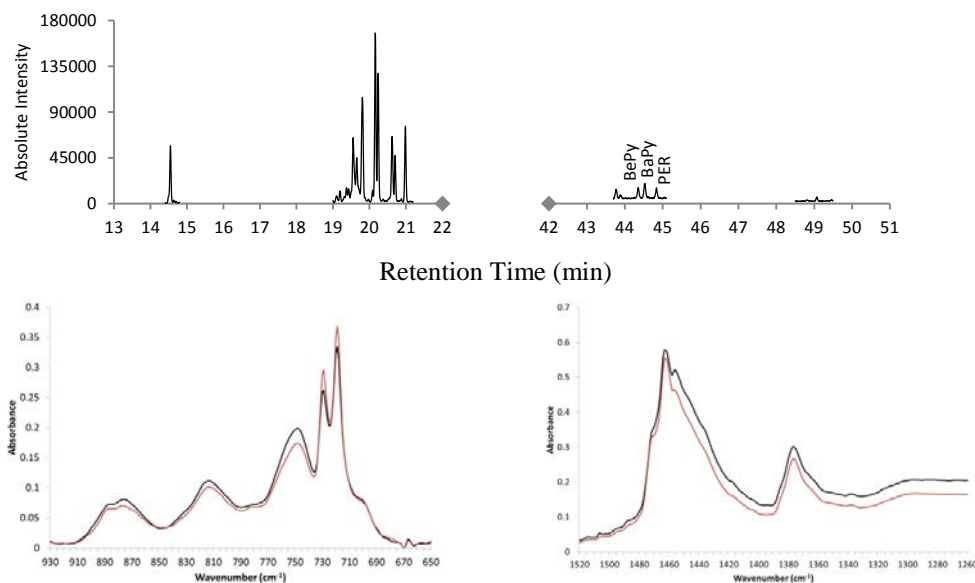 Absolute Intensity
180000
135000
90000
45000
0
13 14 15 16 17 18 19 20 21 22
BePy
BaPy
PER
42 43 44 45 46 47 48 49 50 51
Retention Time (min)
Absorbance
0.4
0.35
0.3
0.25
0.2
0.15
0.1
0.05
0
930 910 890 870 850 830 810 790 770 750 730 710 690 670 650
Wavenumber (cm-1)
Absorbance
0.7
0.6
0.5
0.4
0.3
0.2
0.1
0
1520 1500 1480 1460 1440 1420 1400 1380 1360 1340 1320 1300 1280 1260
Wavenumber (cm-1)